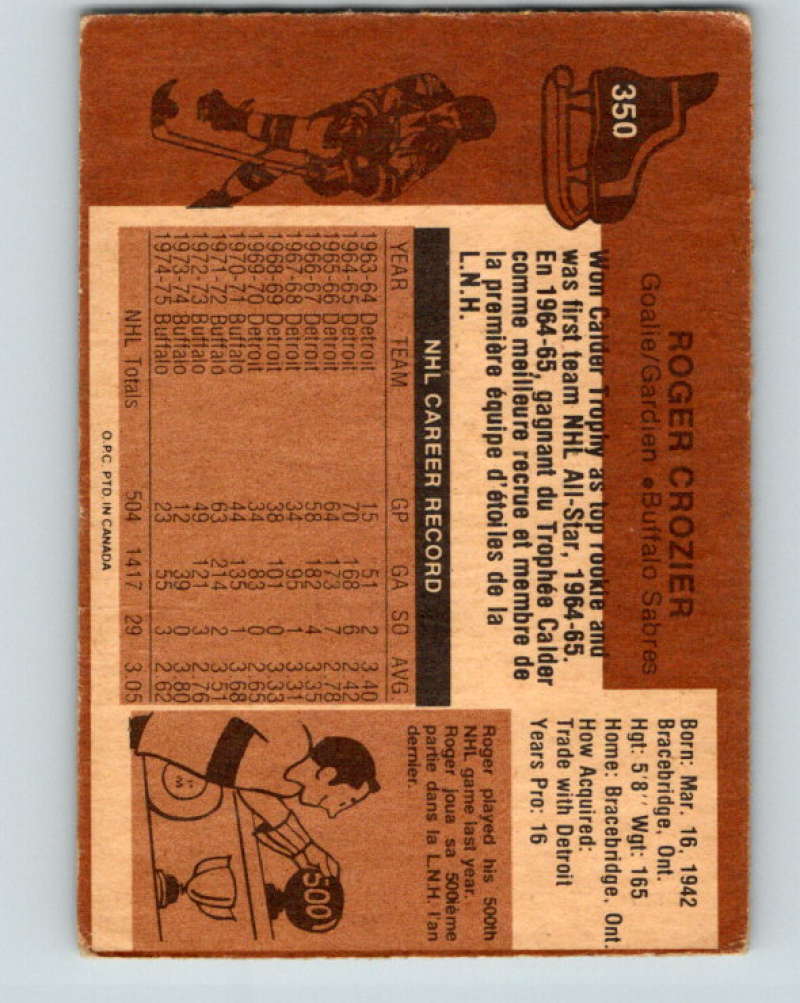 350
ROGER CROZIER
Goalie/Gardien •Buffalo Sabres
Born: Mar. 16, 1942
Bracebridge, Ont.
Hgt: 5'8" Wgt: 165
Home: Bracebridge, Ont.
How Acquired:
Trade with Detroit
Years Pro: 16
Won Calder Trophy as top rookie and
was first team NHL All-Star, 1964-65.
En 1964-65, gagnant du Trophée Calder
comme meilleure recrue et membre de
la première équipe d'étoiles de la
L.N.H.
NHL CAREER RECORD
YEAR TEAM GP GA SO AVG.
1963-64 Detroit 15 51 2 3.40
1964-65 Detroit 70 168 6 2.42
1965-66 Detroit 64 173 7 2.78
1966-67 Detroit 58 182 4 3.35
1967-68 Detroit 34 95 1 3.31
1968-69 Detroit 38 101 0 3.33
1969-70 Detroit 34 83 0 2.65
1970-71 Buffalo 44 135 1 3.68
1971-72 Buffalo 63 214 2 3.51
1972-73 Buffalo 49 121 3 2.76
1973-74 Buffalo 12 39 0 3.80
1974-75 Buffalo 23 55 3 2.62
NHL Totals 504 1417 29 3.05
O.P.C. PTD. IN CANADA
Roger played his 500th
NHL game last year.
Roger joua sa 500ième
partie dans la L.N.H. l'an
dernier.
500